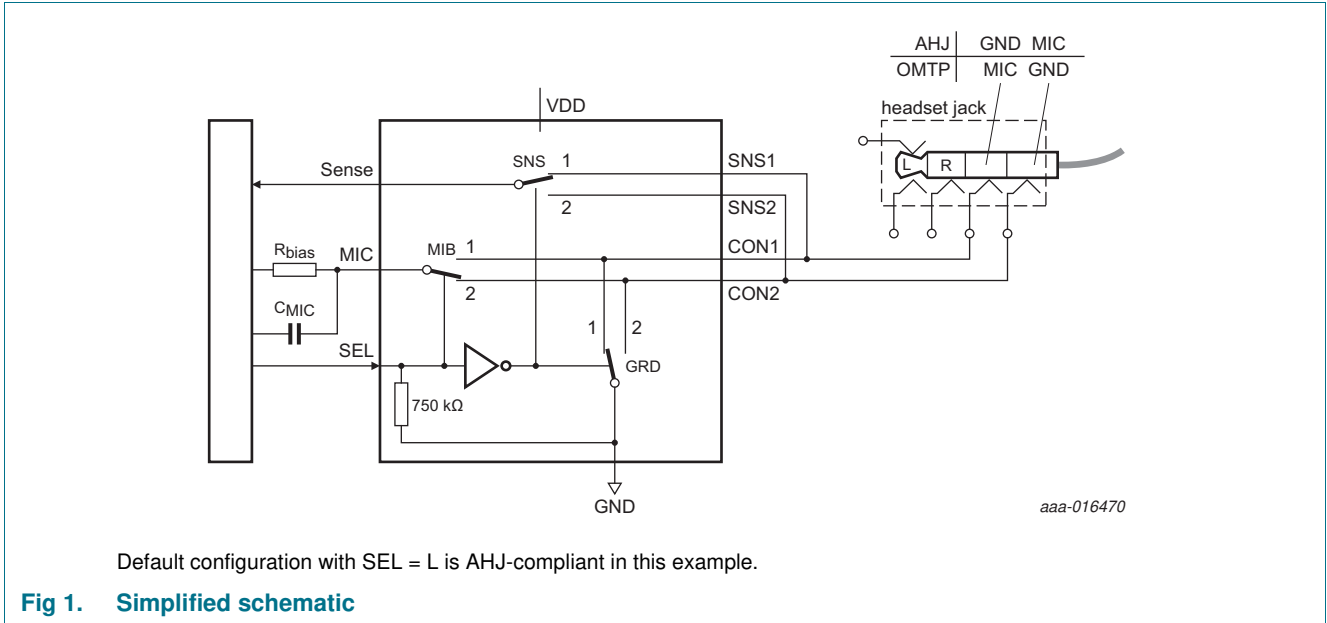 AHJ GND MIC
OMTP MIC GND
headset jack
VDD
L R
Sense SNS 1 SNS1
2 SNS2
Rbias MIC MIB 1 CON1
2 CON2
CMIC
1 2
SEL
GRD
750 kΩ
GND
aaa-016470
Default configuration with SEL = L is AHJ-compliant in this example.
Fig 1. Simplified schematic